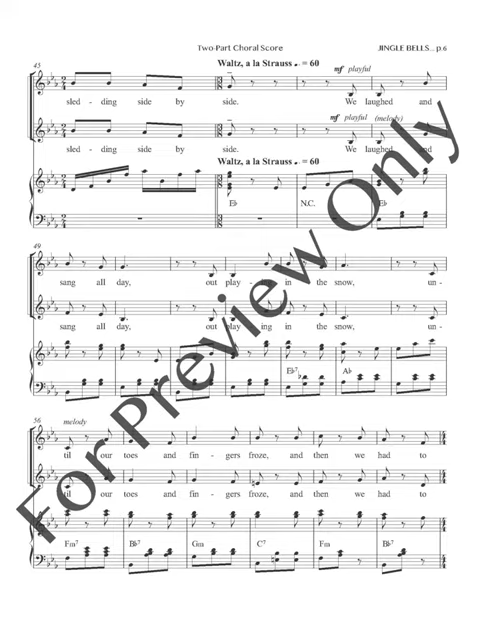 Two-Part Choral Score
JINGLE BELLS... p.6
45
Waltz, a la Strauss 𝅗𝅥. = 60
mf playful
sled - ding side by side. We laughed and
mf playful (melody)
sled - ding side by side. We laughed and
Waltz, a la Strauss 𝅗𝅥. = 60
E♭ N.C. E♭
49
sang all day, out play - ing in the snow, un-
sang all day, out play - ing in the snow, un-
E♭7 A♭
56
melody
til our toes and fin - gers froze, and then we had to
til our toes and fin - gers froze, and then we had to
Fm7 B♭7 Gm C7 Fm B♭7
For Preview Only